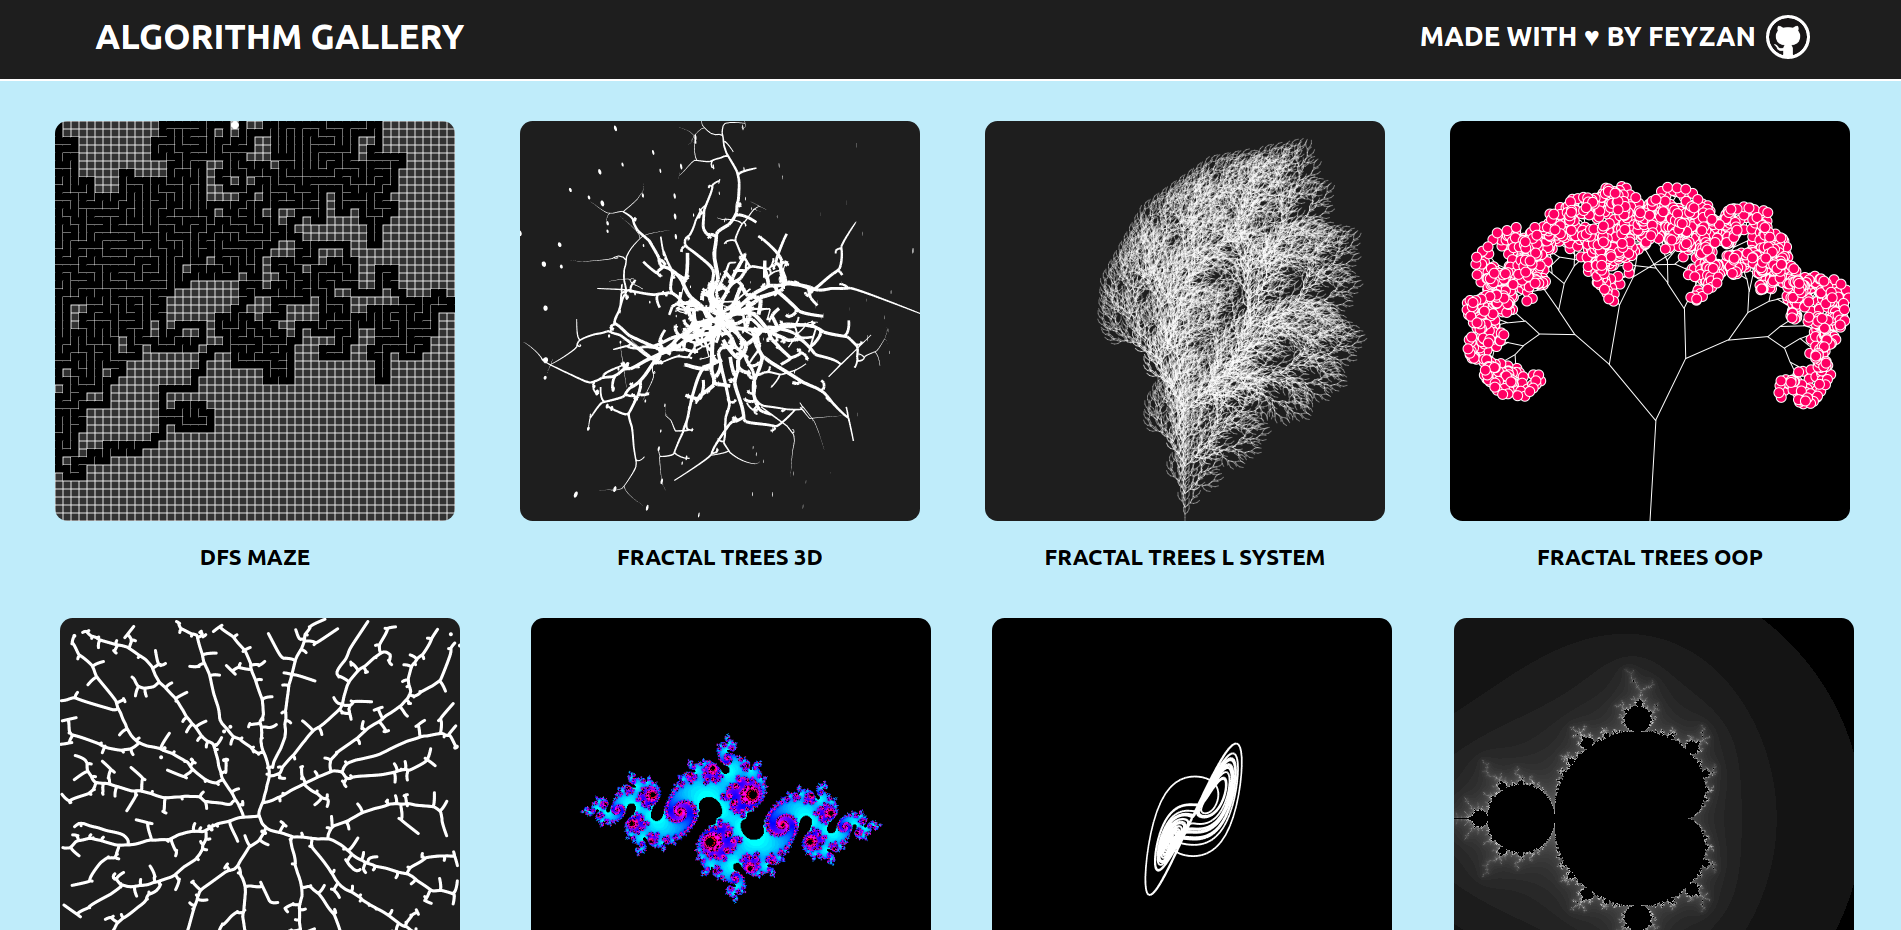 ALGORITHM GALLERY
MADE WITH ♥ BY FEYZAN
DFS MAZE
FRACTAL TREES 3D
FRACTAL TREES L SYSTEM
FRACTAL TREES OOP